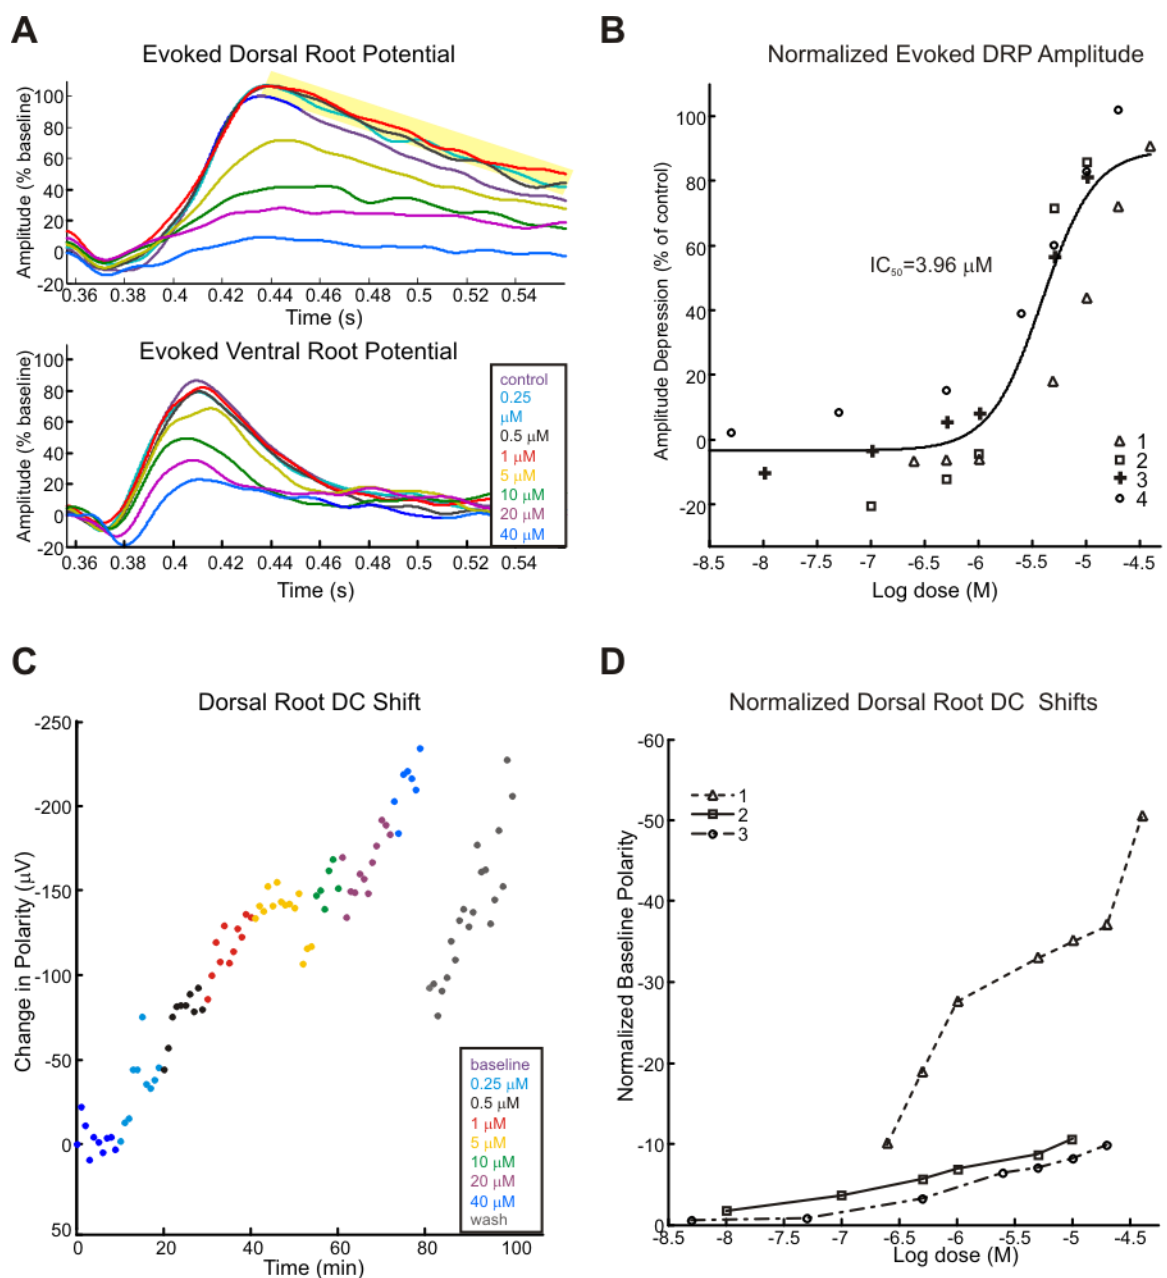 A
Evoked Dorsal Root Potential
Amplitude (% baseline)
100
80
60
40
20
0
-20
0.36 0.38 0.4 0.42 0.44 0.46 0.48 0.5 0.52 0.54
Time (s)
Evoked Ventral Root Potential
Amplitude (% baseline)
100
80
60
40
20
0
-20
0.36 0.38 0.4 0.42 0.44 0.46 0.48 0.5 0.52 0.54
Time (s)
control
0.25
μM
0.5 μM
1 μM
5 μM
10 μM
20 μM
40 μM
B
Normalized Evoked DRP Amplitude
Amplitude Depression (% of control)
100
80
60
40
20
0
-20
IC50=3.96 μM
1
2
3
4
-8.5 -8 -7.5 -7 -6.5 -6 -5.5 -5 -4.5
Log dose (M)
C
Dorsal Root DC Shift
Change in Polarity (μV)
-250
-200
-150
-100
-50
0
50
0 20 40 60 80 100
Time (min)
baseline
0.25 μM
0.5 μM
1 μM
5 μM
10 μM
20 μM
40 μM
wash
D
Normalized Dorsal Root DC Shifts
Normalized Baseline Polarity
-60
-50
-40
-30
-20
-10
0
1
2
3
-8.5 -8 -7.5 -7 -6.5 -6 -5.5 -5 -4.5
Log dose (M)